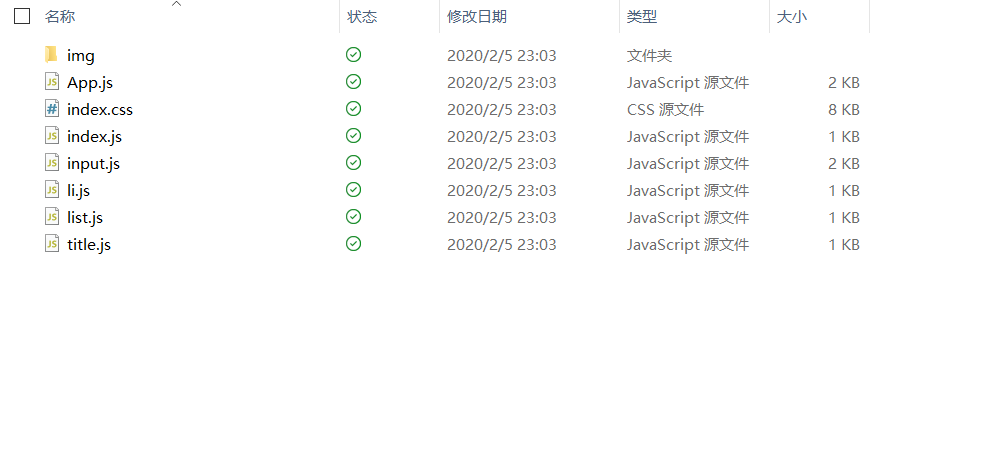 名称 状态 修改日期 类型 大小
img 2020/2/5 23:03 文件夹
App.js 2020/2/5 23:03 JavaScript 源文件 2 KB
index.css 2020/2/5 23:03 CSS 源文件 8 KB
index.js 2020/2/5 23:03 JavaScript 源文件 1 KB
input.js 2020/2/5 23:03 JavaScript 源文件 2 KB
li.js 2020/2/5 23:03 JavaScript 源文件 1 KB
list.js 2020/2/5 23:03 JavaScript 源文件 1 KB
title.js 2020/2/5 23:03 JavaScript 源文件 1 KB